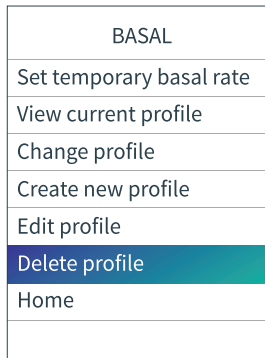 BASAL
Set temporary basal rate
View current profile
Change profile
Create new profile
Edit profile
Delete profile
Home